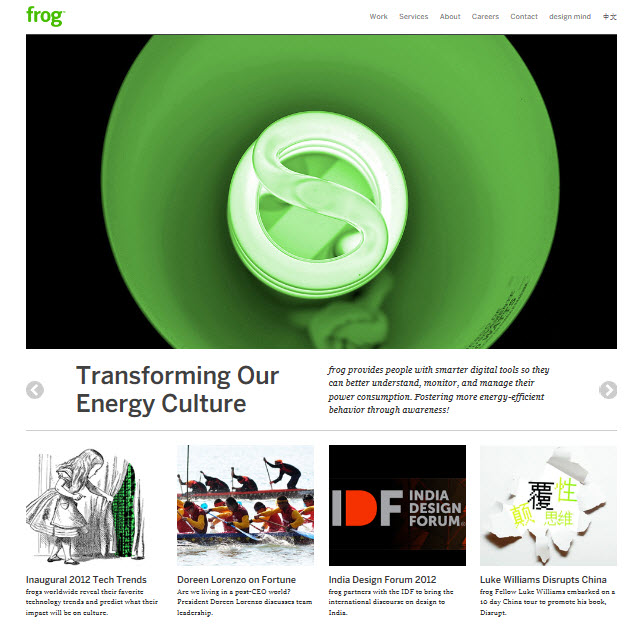 frog
Work Services About Careers Contact design mind 中文
Transforming Our
Energy Culture
frog provides people with smarter digital tools so they
can better understand, monitor, and manage their
power consumption. Fostering more energy-efficient
behavior through awareness!
IDF INDIA
DESIGN
FORUM
覆
性
颠
思维
Inaugural 2012 Tech Trends
frogs worldwide reveal their favorite
technology trends and predict what their
impact will be on culture.
Doreen Lorenzo on Fortune
Are we living in a post-CEO world?
President Doreen Lorenzo discusses team
leadership.
India Design Forum 2012
frog partners with the IDF to bring the
international discourse on design to
India.
Luke Williams Disrupts China
frog Fellow Luke Williams embarked on a
10 day China tour to promote his book,
Disrupt.